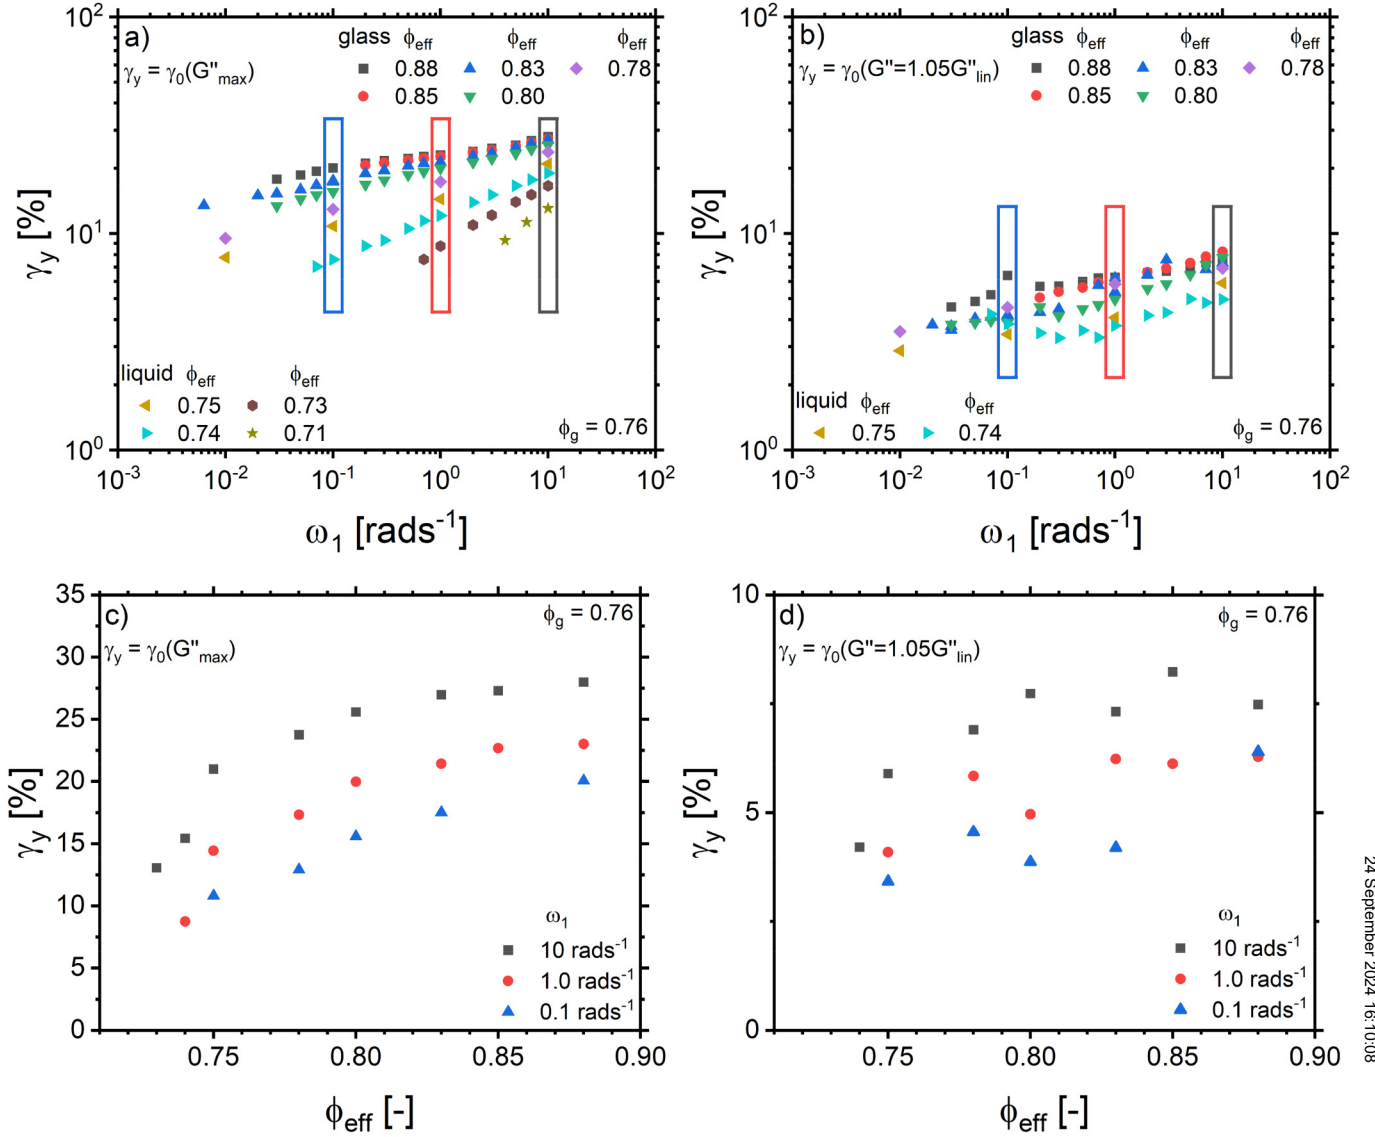 a)
glass ϕeff ϕeff ϕeff
γy = γ0(G"max)
0.88 0.83 0.78
0.85 0.80
liquid ϕeff ϕeff
0.75 0.73
0.74 0.71
ϕg = 0.76
10² 10¹ 10⁰
10⁻³ 10⁻² 10⁻¹ 10⁰ 10¹ 10²
γy [%]
ω1 [rads⁻¹]
b)
glass ϕeff ϕeff ϕeff
γy = γ0(G"=1.05G"lin)
0.88 0.83 0.78
0.85 0.80
liquid ϕeff ϕeff
0.75 0.74
ϕg = 0.76
10² 10¹ 10⁰
10⁻³ 10⁻² 10⁻¹ 10⁰ 10¹ 10²
γy [%]
ω1 [rads⁻¹]
c)
ϕg = 0.76
γy = γ0(G"max)
ω1
10 rads⁻¹
1.0 rads⁻¹
0.1 rads⁻¹
35 30 25 20 15 10 5 0
0.75 0.80 0.85 0.90
γy [%]
ϕeff [-]
d)
ϕg = 0.76
γy = γ0(G"=1.05G"lin)
ω1
10 rads⁻¹
1.0 rads⁻¹
0.1 rads⁻¹
10 5 0
0.75 0.80 0.85 0.90
γy [%]
ϕeff [-]
24 September 2024 16:10:08